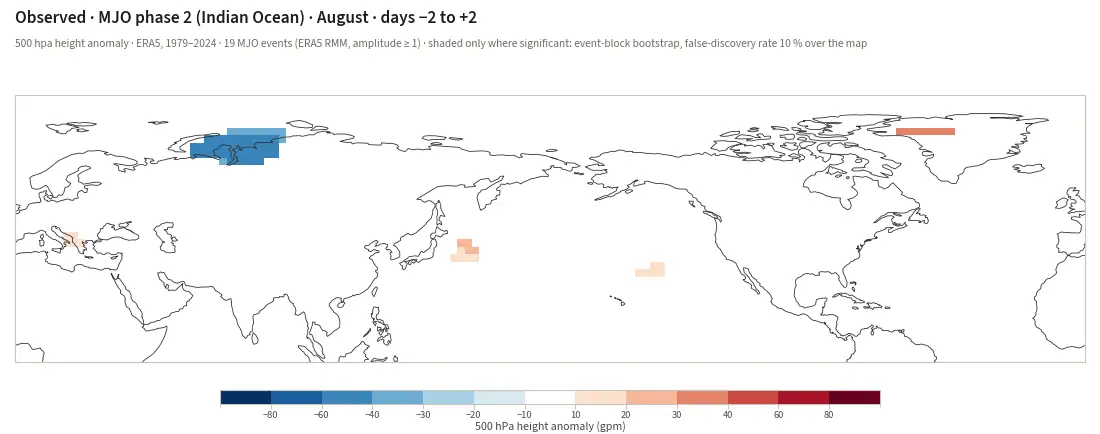 Observed · MJO phase 2 (Indian Ocean) · August · days −2 to +2
500 hpa height anomaly · ERA5, 1979–2024 · 19 MJO events (ERA5 RMM, amplitude ≥ 1) · shaded only where significant: event-block bootstrap, false-discovery rate 10 % over the map
−80 −60 −40 −30 −20 −10 10 20 30 40 60 80
500 hPa height anomaly (gpm)